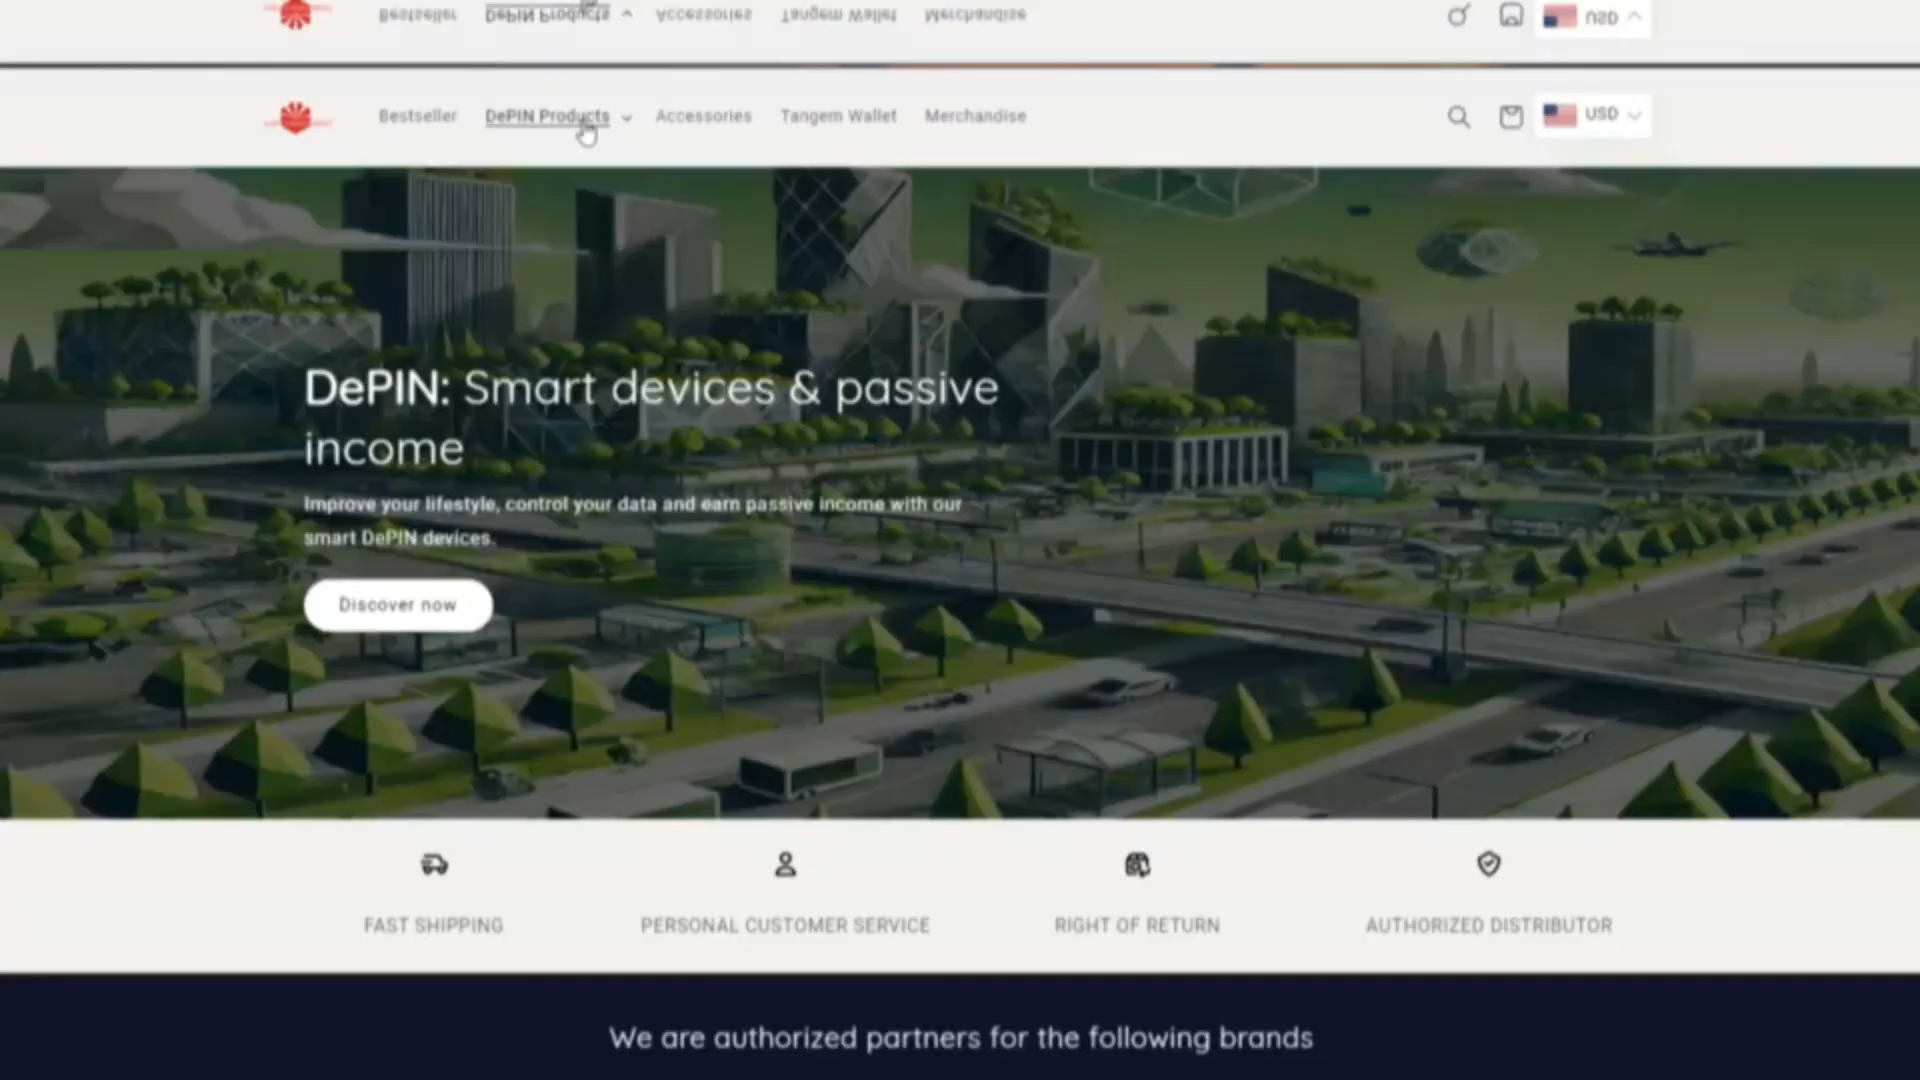 Bestseller DePIN Products Accessories Tangem Wallet Merchandise USD
Bestseller DePIN Products Accessories Tangem Wallet Merchandise USD
DePIN: Smart devices & passive
income
Improve your lifestyle, control your data and earn passive income with our
smart DePIN devices.
Discover now
FAST SHIPPING PERSONAL CUSTOMER SERVICE RIGHT OF RETURN AUTHORIZED DISTRIBUTOR
We are authorized partners for the following brands